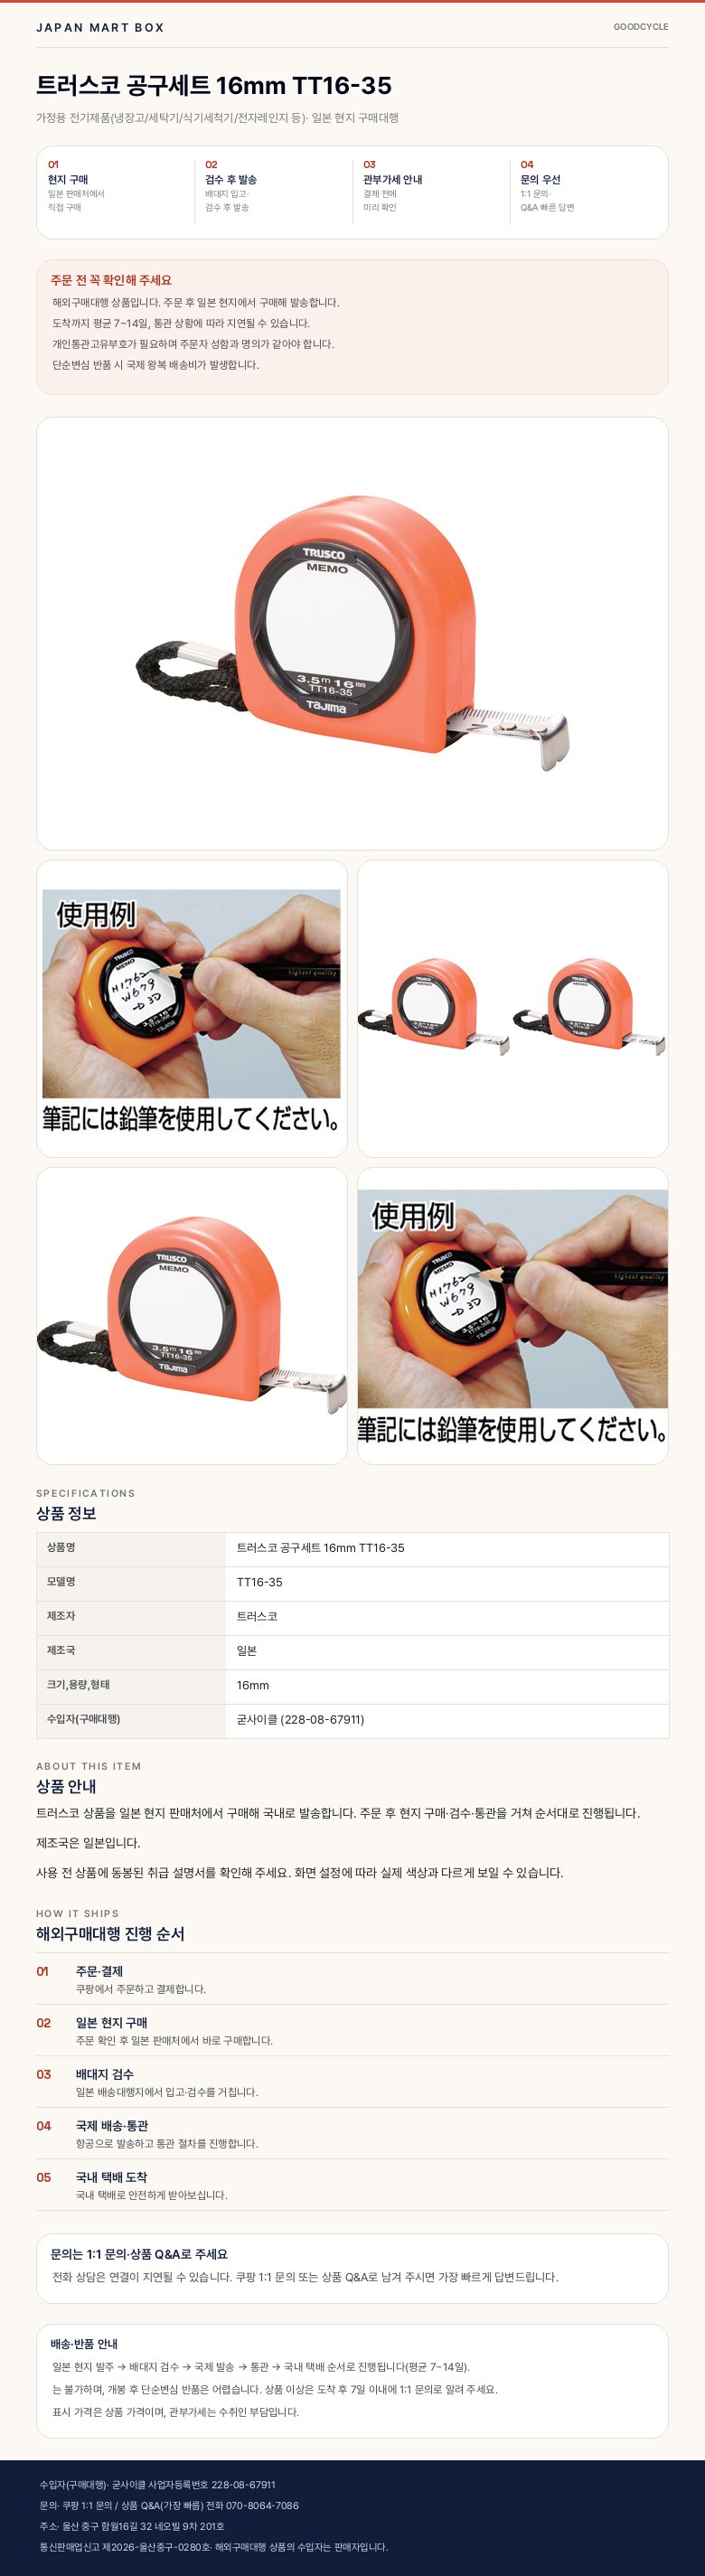 JAPAN MART BOX
GOODCYCLE
트러스코 공구세트 16mm TT16-35
가정용 전기제품(냉장고/세탁기/식기세척기/전자레인지 등)· 일본 현지 구매대행
01
현지 구매
일본 판매처에서
직접 구매
02
검수 후 발송
배대지 입고·
검수 후 발송
03
관부가세 안내
결제 전에
미리 확인
04
문의 우선
1:1 문의·
Q&A 빠른 답변
주문 전 꼭 확인해 주세요
해외구매대행 상품입니다. 주문 후 일본 현지에서 구매해 발송합니다.
도착까지 평균 7~14일, 통관 상황에 따라 지연될 수 있습니다.
개인통관고유부호가 필요하며 주문자 성함과 명의가 같아야 합니다.
단순변심 반품 시 국제 왕복 배송비가 발생합니다.
TRUSCO
MEMO
3.5m 16mm
TT16-35
Tajima
使用例
TRUSCO
MEMO
H1762
W679
-D 3D
Highest quality
筆記には鉛筆を使用してください。
TRUSCO
MEMO
TRUSCO
MEMO
TRUSCO
MEMO
3.5m 16mm
TT16-35
Tajima
使用例
TRUSCO
MEMO
H1762
W679
-D 3D
Highest quality
筆記には鉛筆を使用してください。
SPECIFICATIONS
상품 정보
상품명 트러스코 공구세트 16mm TT16-35
모델명 TT16-35
제조자 트러스코
제조국 일본
크기,용량,형태 16mm
수입자(구매대행) 굳사이클 (228-08-67911)
ABOUT THIS ITEM
상품 안내
트러스코 상품을 일본 현지 판매처에서 구매해 국내로 발송합니다. 주문 후 현지 구매·검수·통관을 거쳐 순서대로 진행됩니다.
제조국은 일본입니다.
사용 전 상품에 동봉된 취급 설명서를 확인해 주세요. 화면 설정에 따라 실제 색상과 다르게 보일 수 있습니다.
HOW IT SHIPS
해외구매대행 진행 순서
01 주문·결제
쿠팡에서 주문하고 결제합니다.
02 일본 현지 구매
주문 확인 후 일본 판매처에서 바로 구매합니다.
03 배대지 검수
일본 배송대행지에서 입고·검수를 거칩니다.
04 국제 배송·통관
항공으로 발송하고 통관 절차를 진행합니다.
05 국내 택배 도착
국내 택배로 안전하게 받아보십니다.
문의는 1:1 문의·상품 Q&A로 주세요
전화 상담은 연결이 지연될 수 있습니다. 쿠팡 1:1 문의 또는 상품 Q&A로 남겨 주시면 가장 빠르게 답변드립니다.
배송·반품 안내
일본 현지 발주 → 배대지 검수 → 국제 발송 → 통관 → 국내 택배 순서로 진행됩니다(평균 7~14일).
는 불가하며, 개봉 후 단순변심 반품은 어렵습니다. 상품 이상은 도착 후 7일 이내에 1:1 문의로 알려 주세요.
표시 가격은 상품 가격이며, 관부가세는 수취인 부담입니다.
수입자(구매대행)· 굳사이클 사업자등록번호 228-08-67911
문의· 쿠팡 1:1 문의 / 상품 Q&A(가장 빠름) 전화 070-8064-7086
주소· 울산 중구 함월16길 32 네오빌 9차 201호
통신판매업신고 제2026-울산중구-0280호· 해외구매대행 상품의 수입자는 판매자입니다.